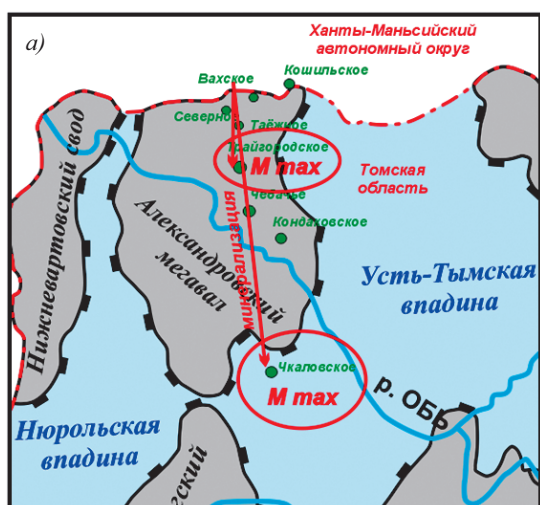 а)
Ханты-Маньсийский
автономный округ
Вахское
Кошильское
Северное
Таёжное
Трайгородское
M max
Томская
область
Чебачье
Кондаковское
минерализация
Нижневартовский свод
Александровский
мегавал
Усть-Тымская
впадина
Чкаловское
M max
р. ОБЬ
Нюрольская
впадина